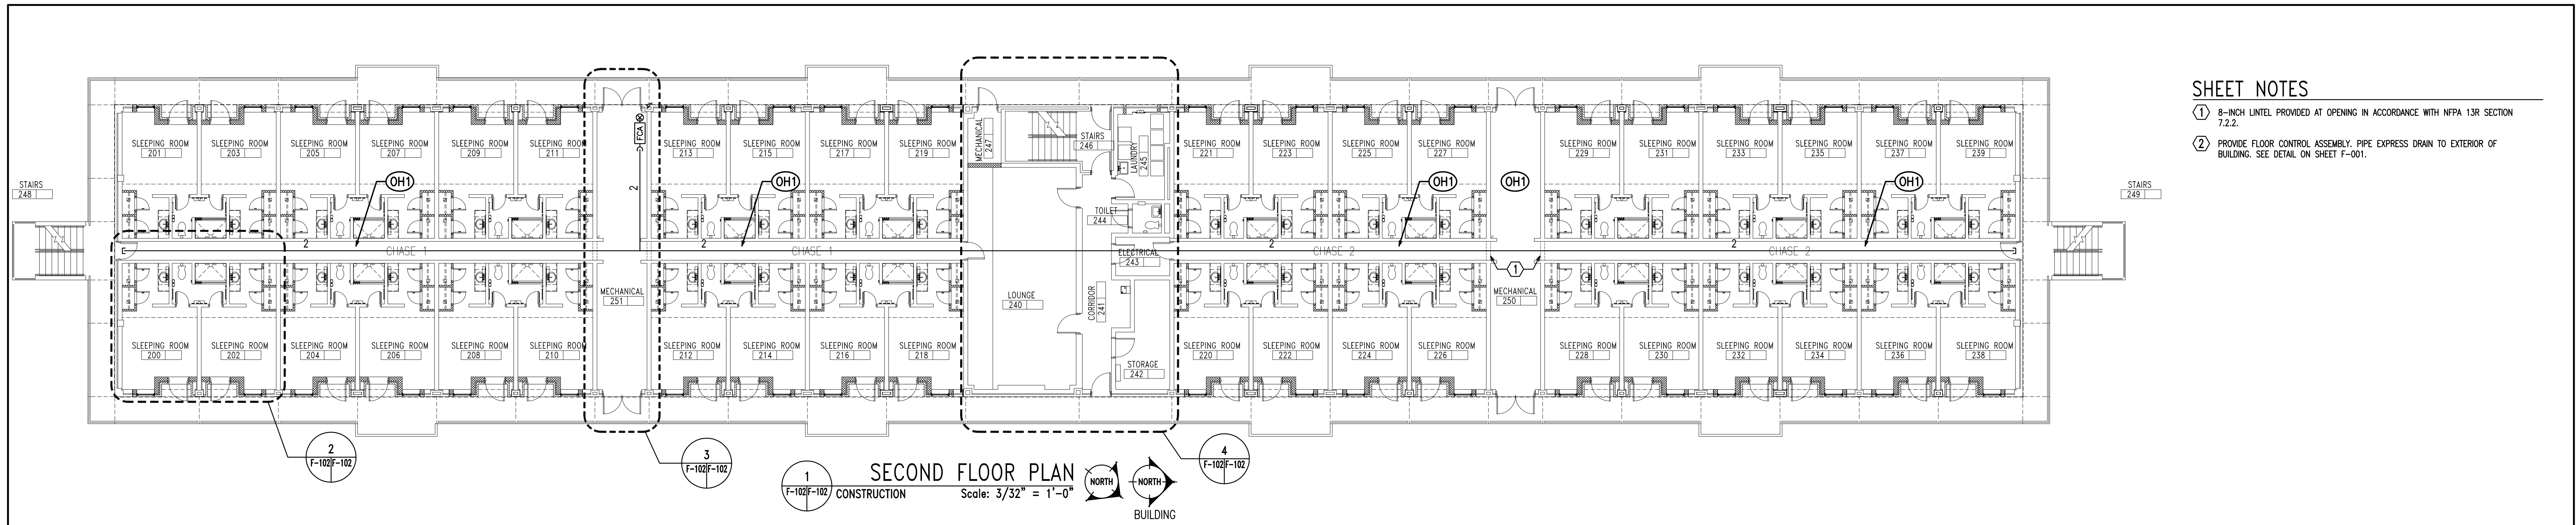 SHEET NOTES
1 8-INCH LINTEL PROVIDED AT OPENING IN ACCORDANCE WITH NFPA 13R SECTION
7.2.2.
2 PROVIDE FLOOR CONTROL ASSEMBLY. PIPE EXPRESS DRAIN TO EXTERIOR OF
BUILDING. SEE DETAIL ON SHEET F-001.
STAIRS
248
SLEEPING ROOM
201
SLEEPING ROOM
203
SLEEPING ROOM
205
SLEEPING ROOM
207
SLEEPING ROOM
209
SLEEPING ROOM
211
FCA
2
SLEEPING ROOM
213
SLEEPING ROOM
215
SLEEPING ROOM
217
SLEEPING ROOM
219
MECHANICAL
247
STAIRS
246
LAUNDRY
245
SLEEPING ROOM
221
SLEEPING ROOM
223
SLEEPING ROOM
225
SLEEPING ROOM
227
SLEEPING ROOM
229
SLEEPING ROOM
231
SLEEPING ROOM
233
SLEEPING ROOM
235
SLEEPING ROOM
237
SLEEPING ROOM
239
STAIRS
249
OH1
OH1
OH1
OH1
OH1
TOILET
244
2
CHASE 1
2
CHASE 1
ELECTRICAL
243
2
CHASE 2
1
2
CHASE 2
MECHANICAL
251
LOUNGE
240
CORRIDOR
241
MECHANICAL
250
SLEEPING ROOM
200
SLEEPING ROOM
202
SLEEPING ROOM
204
SLEEPING ROOM
206
SLEEPING ROOM
208
SLEEPING ROOM
210
SLEEPING ROOM
212
SLEEPING ROOM
214
SLEEPING ROOM
216
SLEEPING ROOM
218
STORAGE
242
SLEEPING ROOM
220
SLEEPING ROOM
222
SLEEPING ROOM
224
SLEEPING ROOM
226
SLEEPING ROOM
228
SLEEPING ROOM
230
SLEEPING ROOM
232
SLEEPING ROOM
234
SLEEPING ROOM
236
SLEEPING ROOM
238
2
F-102 F-102
3
F-102 F-102
4
F-102 F-102
1
F-102 F-102
SECOND FLOOR PLAN
CONSTRUCTION Scale: 3/32" = 1'-0"
NORTH
NORTH
BUILDING